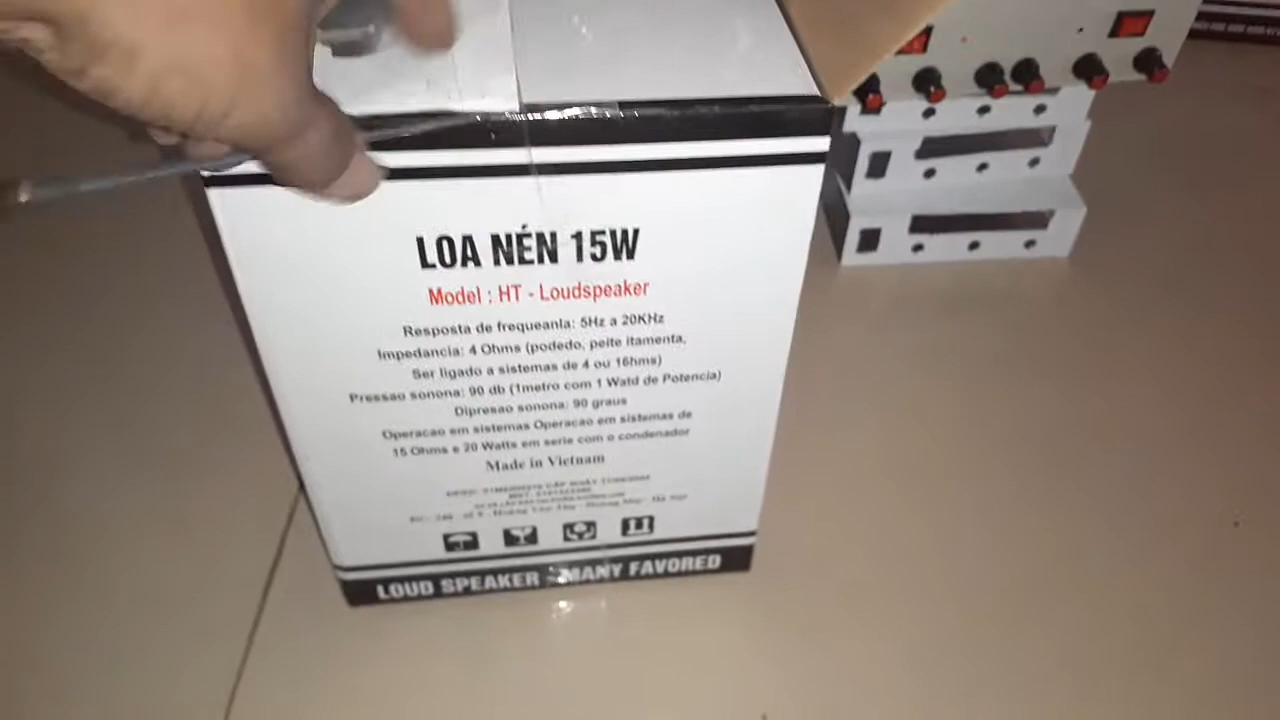 LOA NÉN 15W
Model : HT - Loudspeaker
Resposta de frequeanla: 5Hz a 20KHz
Impedancia: 4 Ohms (podedo, peite itamenta,
Ser ligado a sistemas de 4 ou 16hms)
Pressao sonona: 90 db (1metro com 1 Watd de Potencia)
Dipresao sonona: 90 graus
Operacao em sistemas Operacao em sistemas de
15 Ohms e 20 Watts em serie com o condenador
Made in Vietnam
LOUD SPEAKER - MANY FAVORED